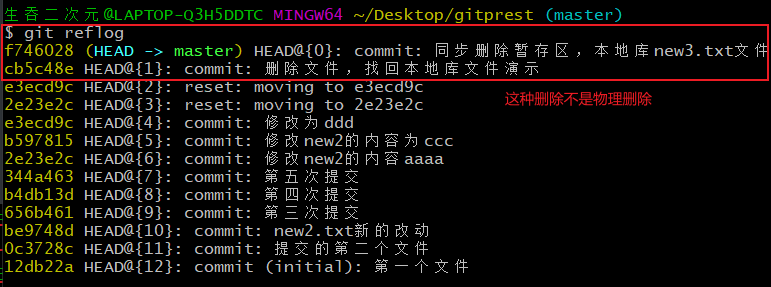 生吞二次元@LAPTOP-Q3H5DDTC MINGW64 ~/Desktop/gitprest (master)
$ git reflog
f746028 (HEAD -> master) HEAD@{0}: commit: 同步删除暂存区，本地库new3.txt文件
cb5c48e HEAD@{1}: commit: 删除文件，找回本地库文件演示
e3ecd9c HEAD@{2}: reset: moving to e3ecd9c
2e23e2c HEAD@{3}: reset: moving to 2e23e2c
这种删除不是物理删除
e3ecd9c HEAD@{4}: commit: 修改为ddd
b597815 HEAD@{5}: commit: 修改new2的内容为ccc
2e23e2c HEAD@{6}: commit: 修改new2的内容aaaa
344a463 HEAD@{7}: commit: 第五次提交
b4db13d HEAD@{8}: commit: 第四次提交
656b461 HEAD@{9}: commit: 第三次提交
be9748d HEAD@{10}: commit: new2.txt新的改动
0c3728c HEAD@{11}: commit: 提交的第二个文件
12db22a HEAD@{12}: commit (initial): 第一个文件